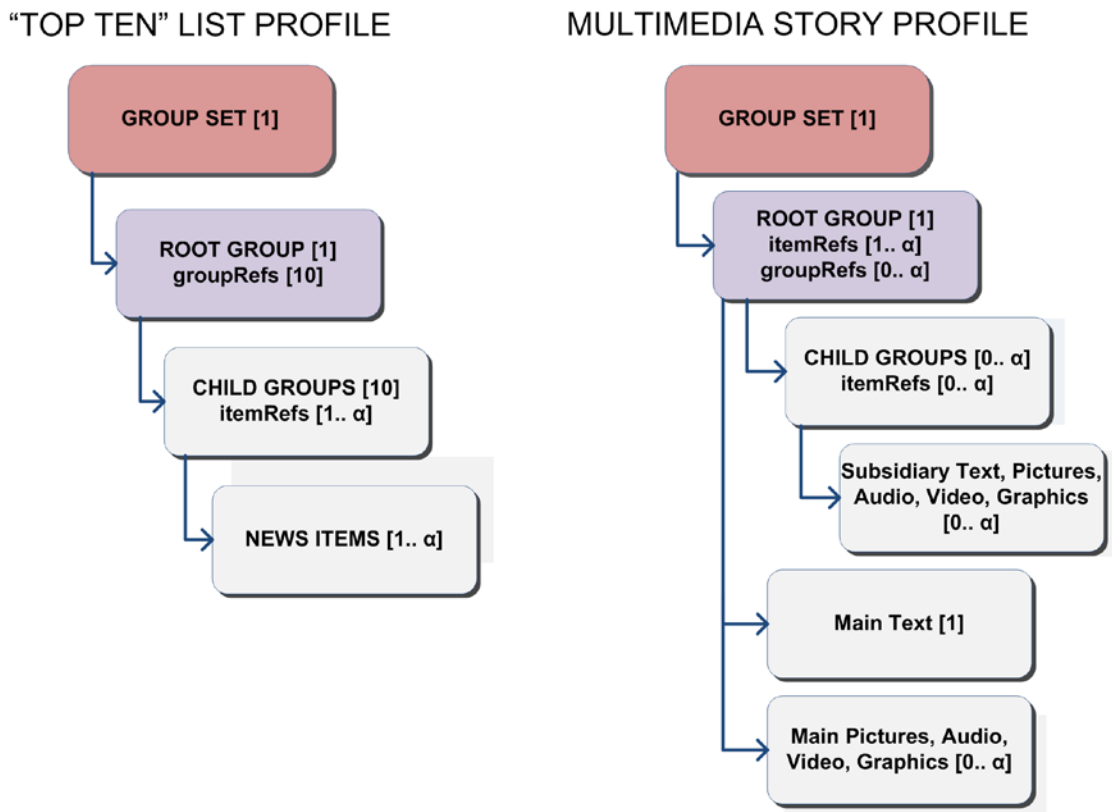 “TOP TEN” LIST PROFILE
GROUP SET [1]
ROOT GROUP [1]
groupRefs [10]
CHILD GROUPS [10]
itemRefs [1.. α]
NEWS ITEMS [1.. α]
MULTIMEDIA STORY PROFILE
GROUP SET [1]
ROOT GROUP [1]
itemRefs [1.. α]
groupRefs [0.. α]
CHILD GROUPS [0.. α]
itemRefs [0.. α]
Subsidiary Text, Pictures,
Audio, Video, Graphics
[0.. α]
Main Text [1]
Main Pictures, Audio,
Video, Graphics [0.. α]